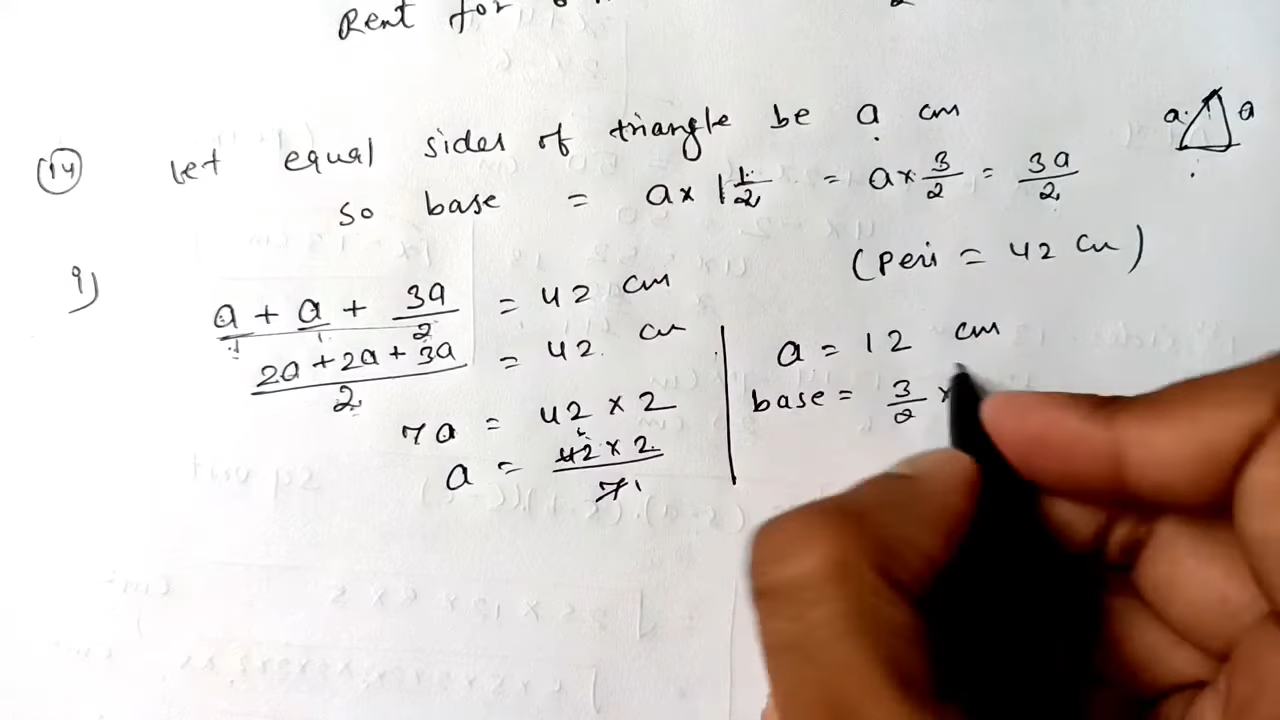 Rent for
(14) Let equal sides of triangle be a cm
a a
so base = a × 1 1/2 = a × 3/2 = 3a/2
i) (Peri = 42 cm)
a + a + 3a/2 = 42 cm
(2a + 2a + 3a)/2 = 42 cm
7a = 42 × 2
a = (42 × 2)/7
a = 12 cm
base = 3/2 ×